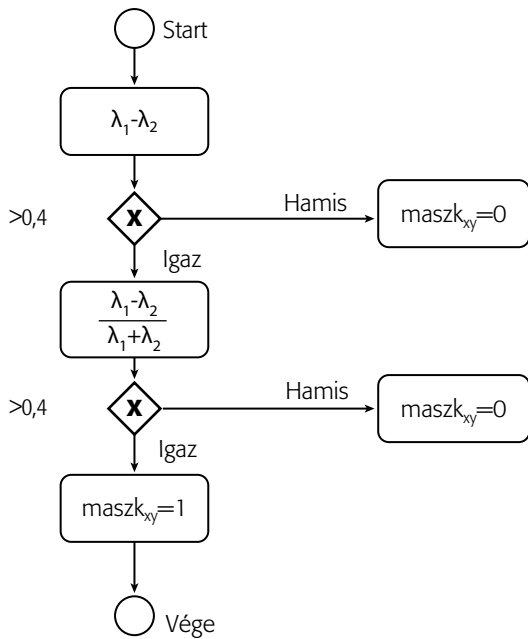 Start
λ₁-λ₂
>0,4
X
Hamis
maszkxy=0
Igaz
λ₁-λ₂
λ₁+λ₂
>0,4
X
Hamis
maszkxy=0
Igaz
maszkxy=1
Vége